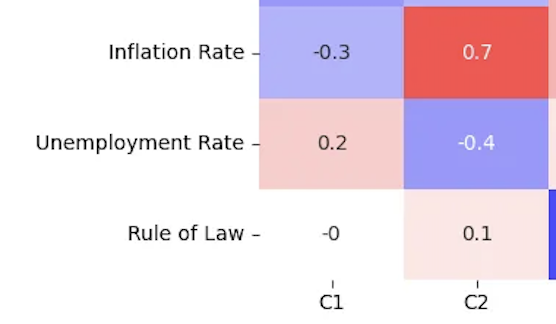 Inflation Rate -0.3 0.7
Unemployment Rate 0.2 -0.4
Rule of Law -0 0.1
C1 C2